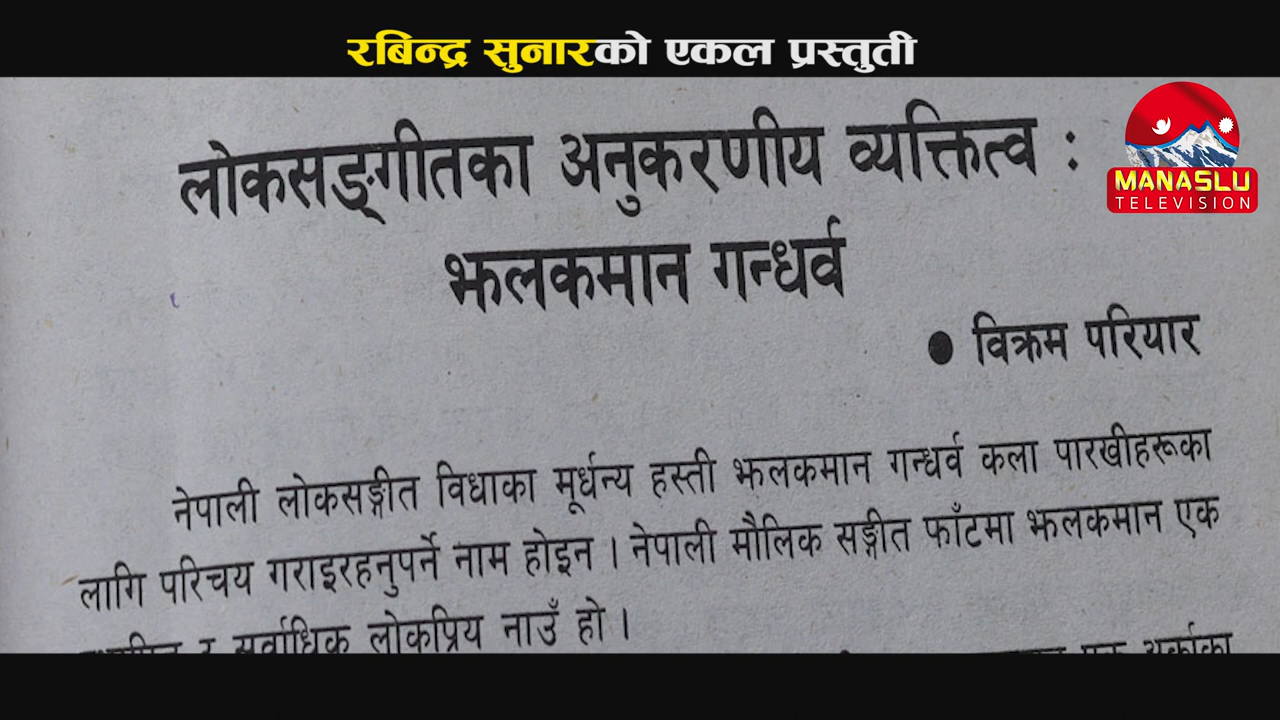 रबिन्द्र सुनारको एकल प्रस्तुती
MANASLU
TELEVISION
लोकसङ्गीतका अनुकरणीय व्यक्तित्व :
झलकमान गन्धर्व
● विक्रम परियार
नेपाली लोकसङ्गीत विधाका मूर्धन्य हस्ती झलकमान गन्धर्व कला पारखीहरूका
लागि परिचय गराइरहनुपर्ने नाम होइन । नेपाली मौलिक सङ्गीत फाँटमा झलकमान एक
र सर्वाधिक लोकप्रिय नाउँ हो ।